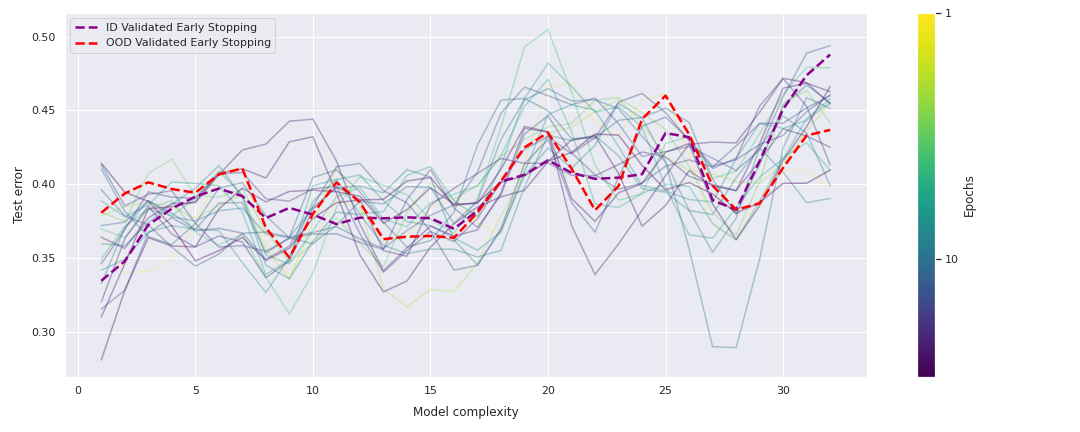 ID Validated Early Stopping
OOD Validated Early Stopping
Test error
0.50
0.45
0.40
0.35
0.30
0
5
10
15
20
25
30
Model complexity
1
10
Epochs